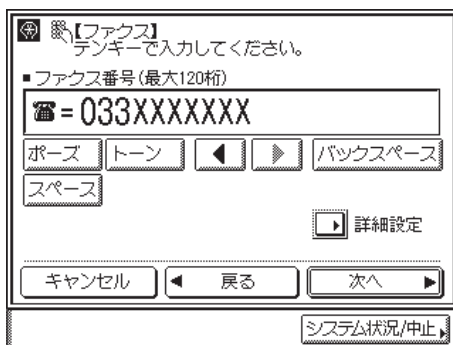 【ファクス】
テンキーで入力してください。
■ファクス番号(最大120桁)
☎=033XXXXXXX
ポーズ トーン ◀ ▶ バックスペース
スペース
詳細設定
キャンセル ◀ 戻る 次へ ▶
システム状況/中止